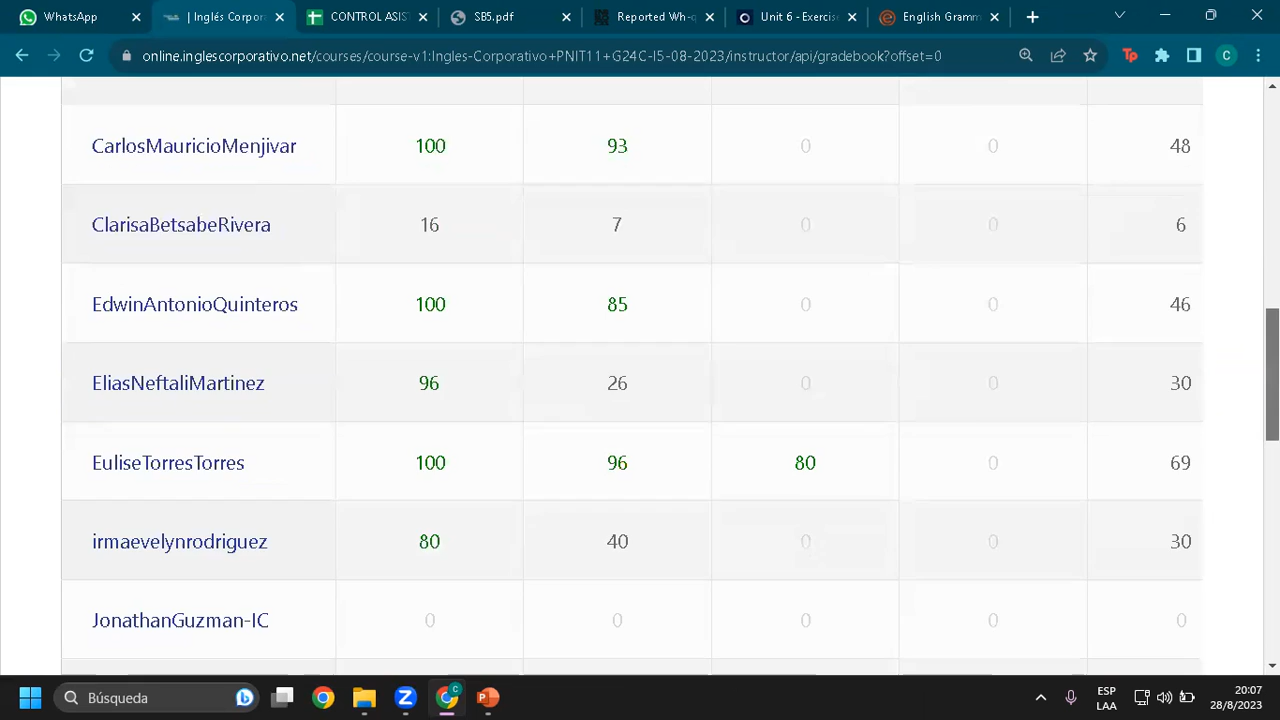 WhatsApp
| Inglés Corpora
CONTROL ASIST
SB5.pdf
Reported Wh-q
Unit 6 - Exercise
English Gramm
online.inglescorporativo.net/courses/course-v1:Ingles-Corporativo+PNIT11+G24C-I5-08-2023/instructor/api/gradebook?offset=0
Tp
C
CarlosMauricioMenjivar 100 93 0 0 48
ClarisaBetsabeRivera 16 7 0 0 6
EdwinAntonioQuinteros 100 85 0 0 46
EliasNeftaliMartinez 96 26 0 0 30
EuliseTorresTorres 100 96 80 0 69
irmaevelynrodriguez 80 40 0 0 30
JonathanGuzman-IC 0 0 0 0 0
Búsqueda
ESP
LAA
20:07
28/8/2023